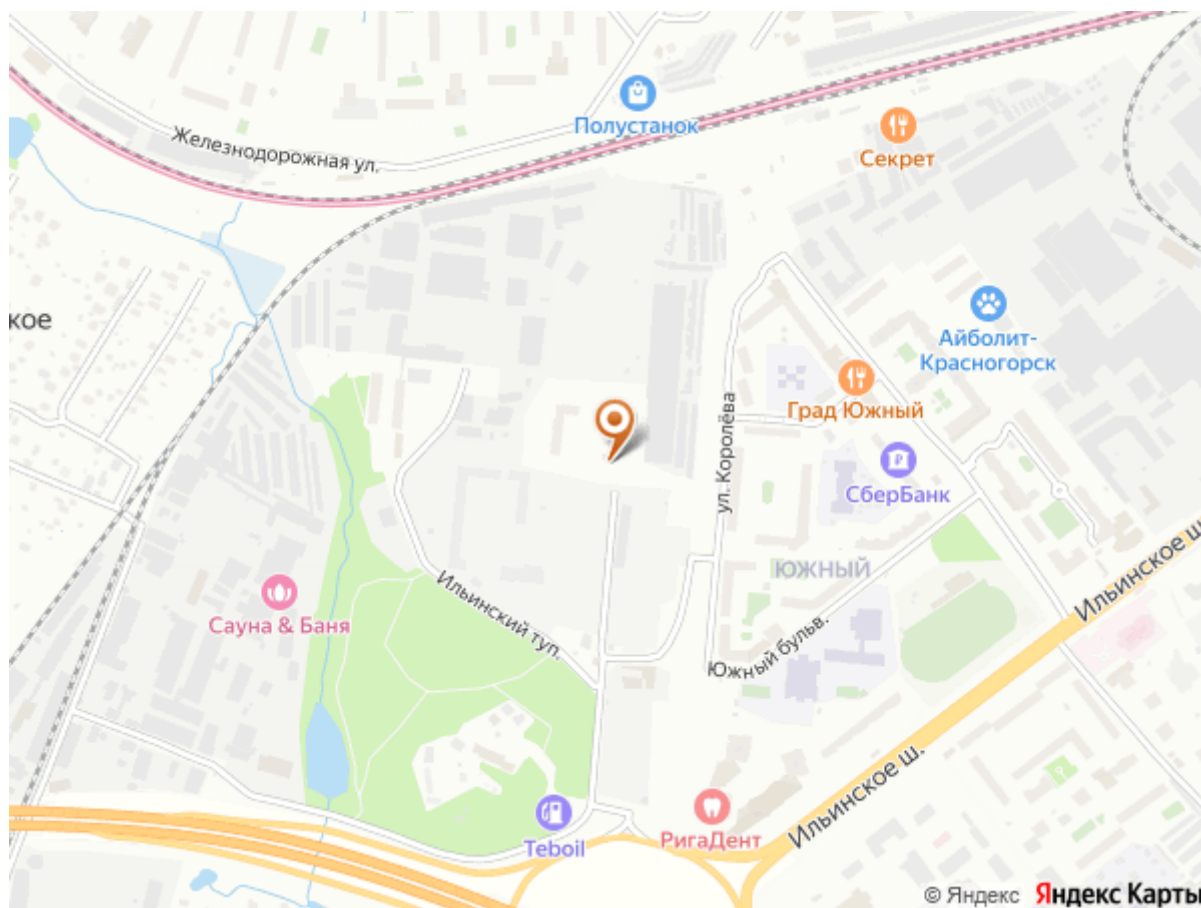 Полустанок
Секрет
Железнодорожная ул.
кое
Айболит-
Красногорск
Град Южный
ул. Королёва
СберБанк
ЮЖНЫЙ
Ильинское ш.
Ильинский туп.
Сауна & Баня
Южный бульв.
Ильинское ш.
РигаДент
Teboil
© Яндекс Яндекс Карты